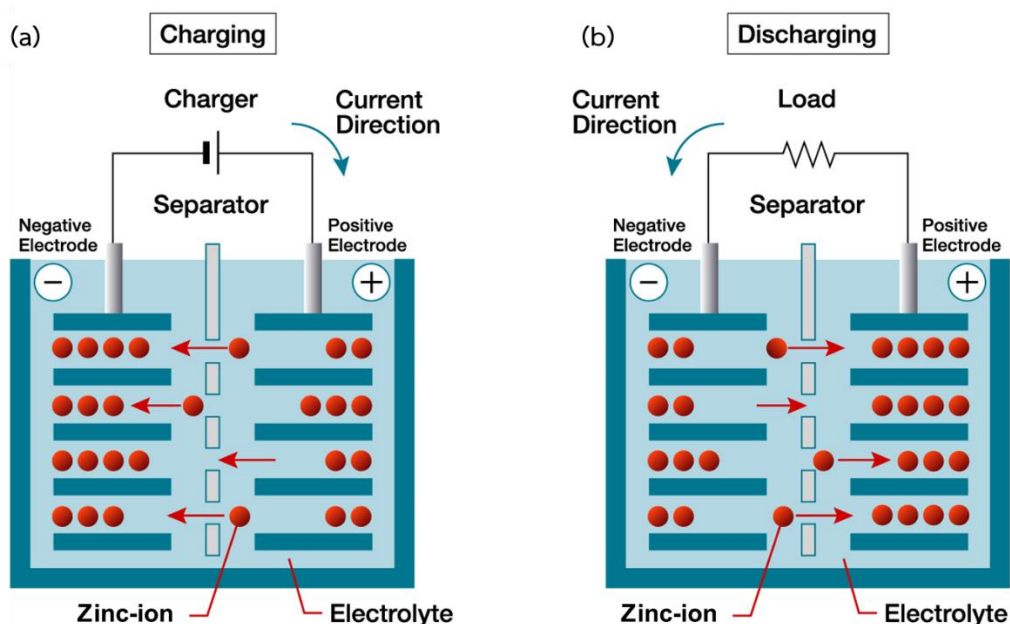 (a)
Charging
Charger
Current
Direction
Separator
Negative
Electrode
Positive
Electrode
−
+
Zinc-ion
Electrolyte
(b)
Discharging
Current
Direction
Load
Separator
Negative
Electrode
Positive
Electrode
−
+
Zinc-ion
Electrolyte